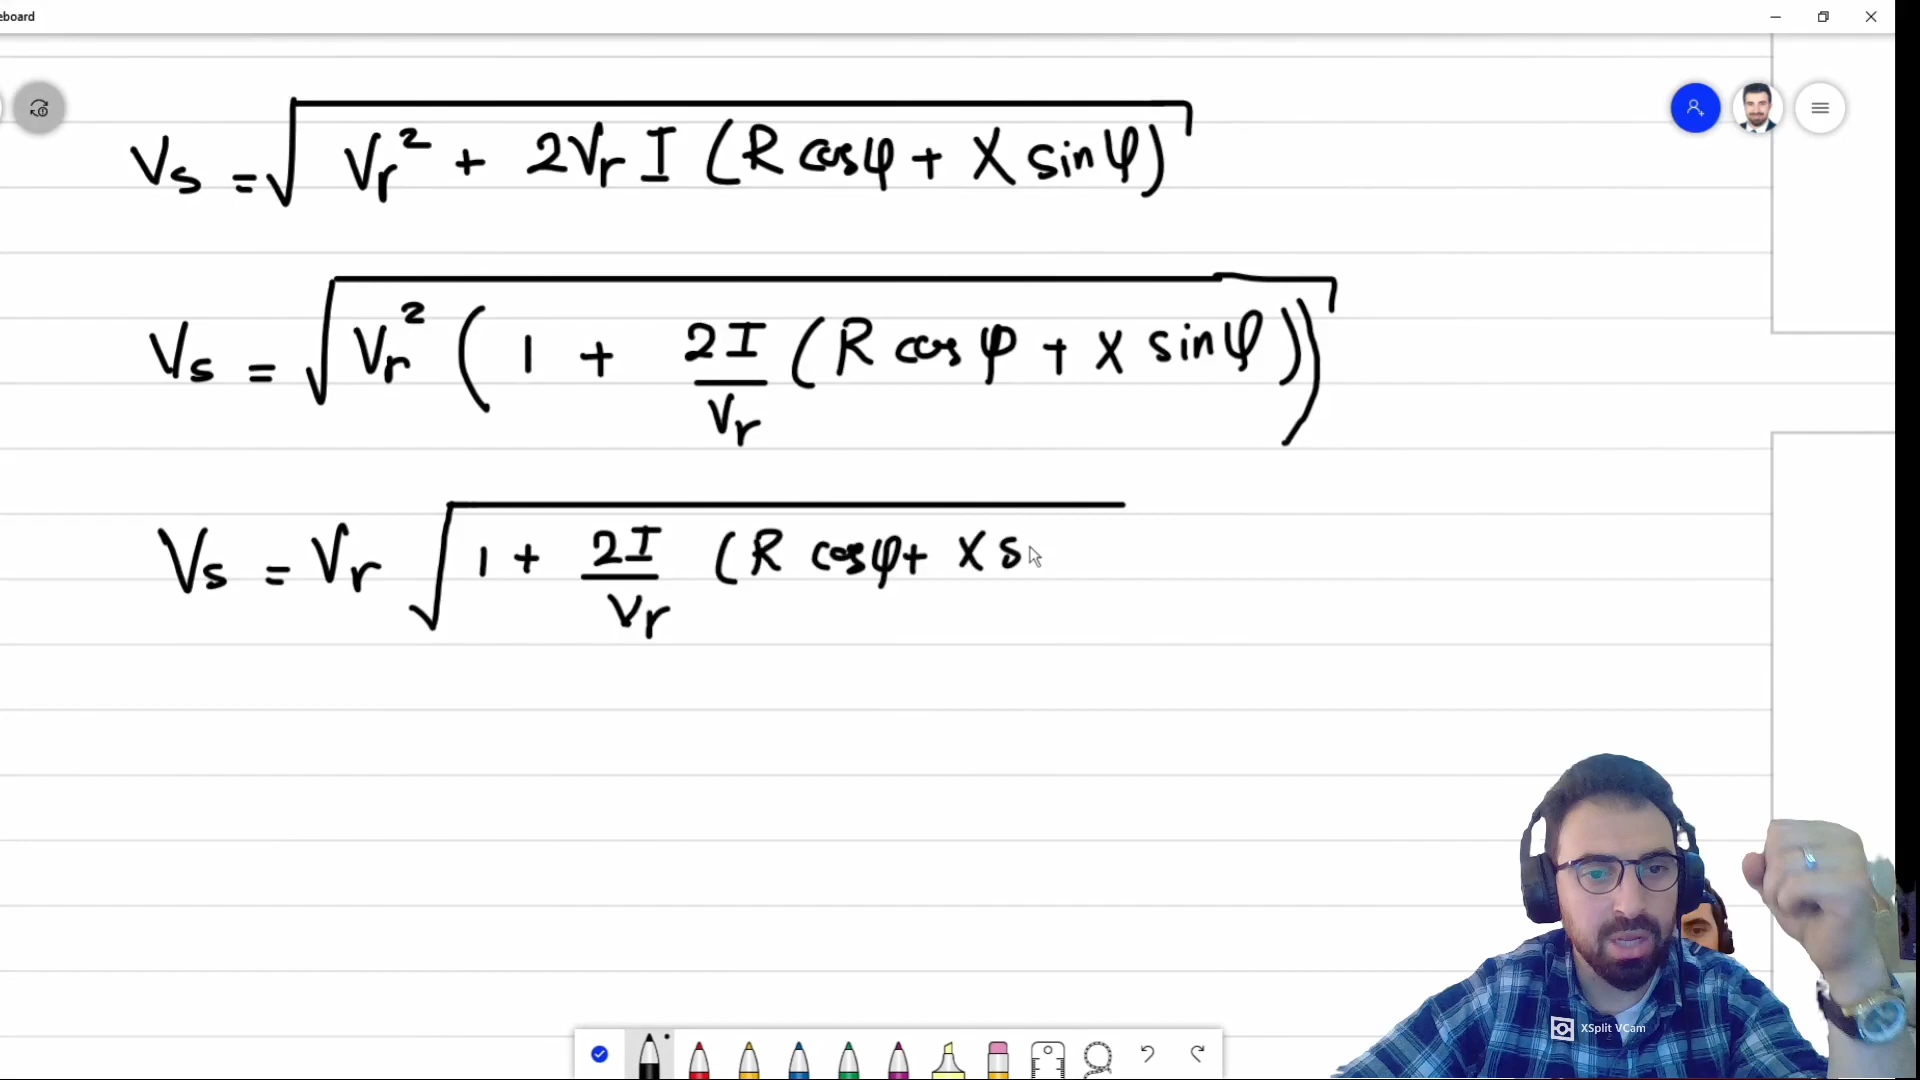 eboard
Vs = √ Vr² + 2Vr I (R cosφ + X sinφ)
Vs = √ Vr² ( 1 + 2I/Vr (R cosφ + X sinφ))
Vs = Vr √ 1 + 2I/Vr (R cosφ + X s
XSplit VCam